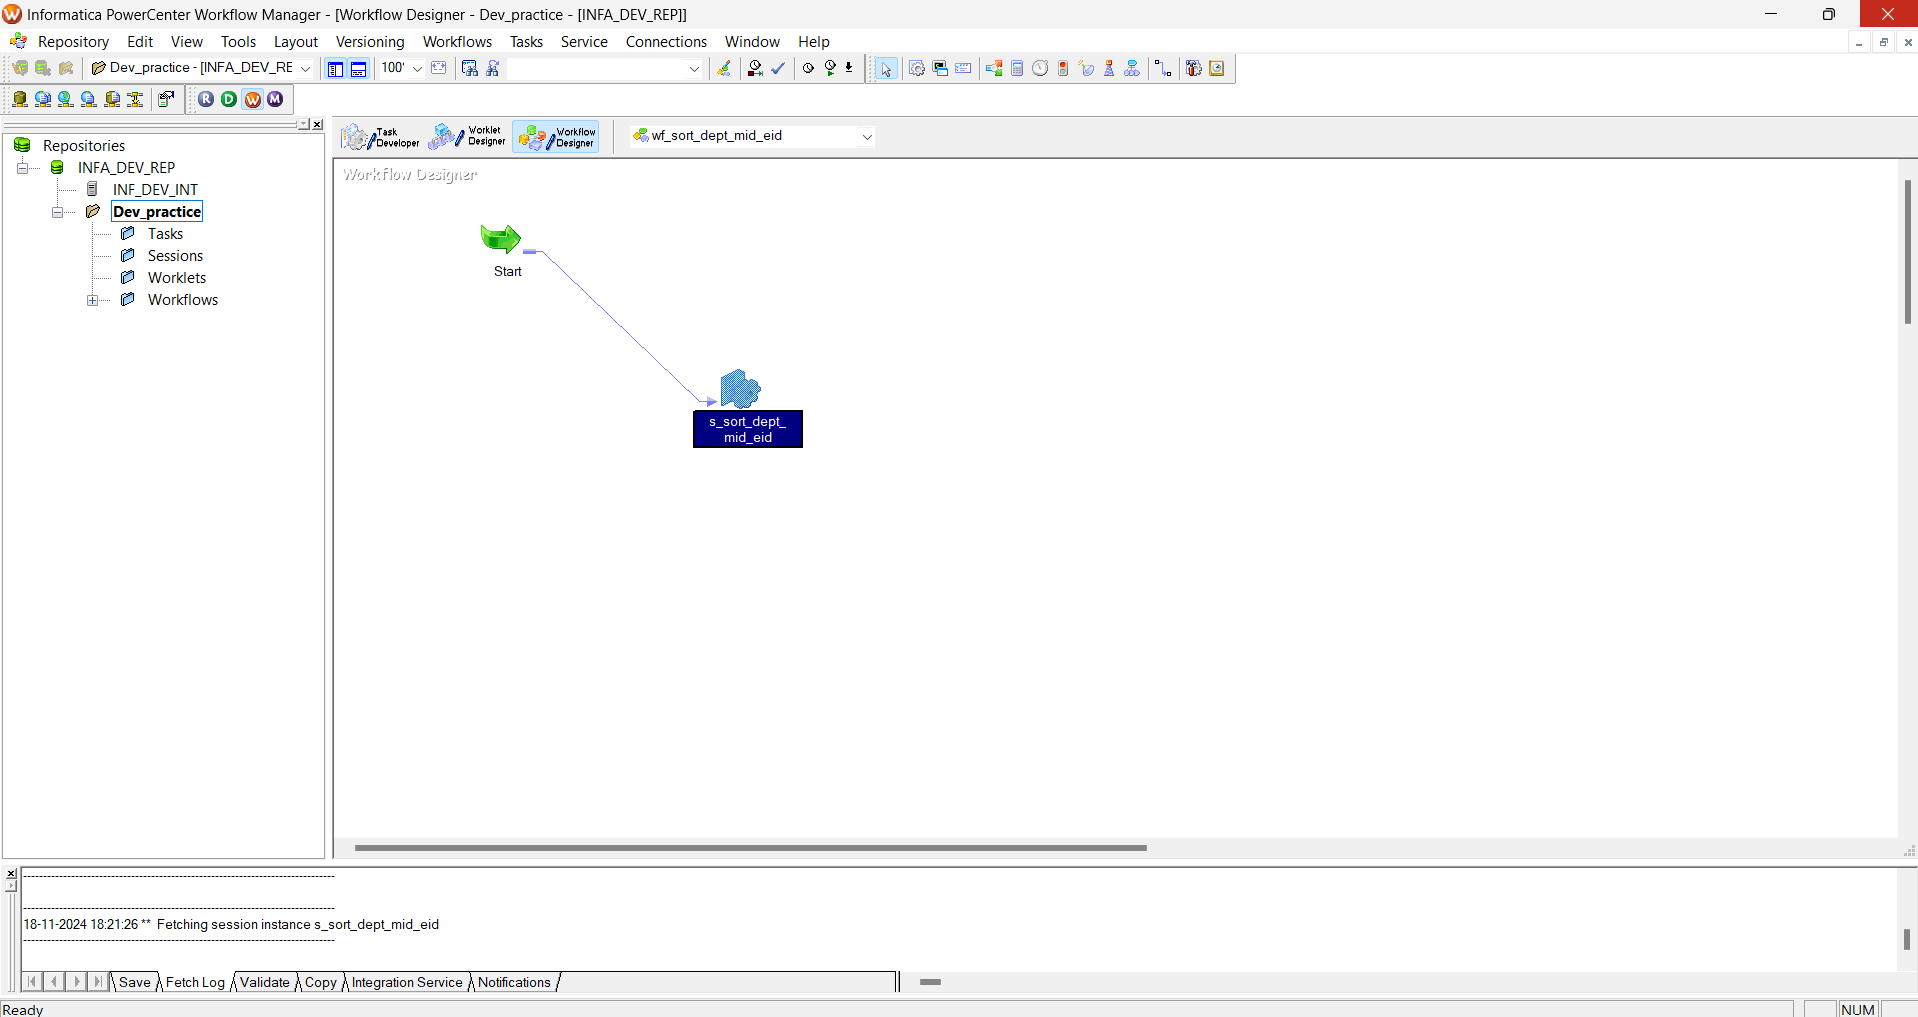 Informatica PowerCenter Workflow Manager - [Workflow Designer - Dev_practice - [INFA_DEV_REP]]
Repository Edit View Tools Layout Versioning Workflows Tasks Service Connections Window Help
Dev_practice - [INFA_DEV_RE
100'
R D W M
Repositories
INFA_DEV_REP
INF_DEV_INT
Dev_practice
Tasks
Sessions
Worklets
Workflows
Task
Developer
Worklet
Designer
Workflow
Designer
wf_sort_dept_mid_eid
Workflow Designer
Start
s_sort_dept_
mid_eid
18-11-2024 18:21:26 ** Fetching session instance s_sort_dept_mid_eid
Save Fetch Log Validate Copy Integration Service Notifications
Ready
NUM